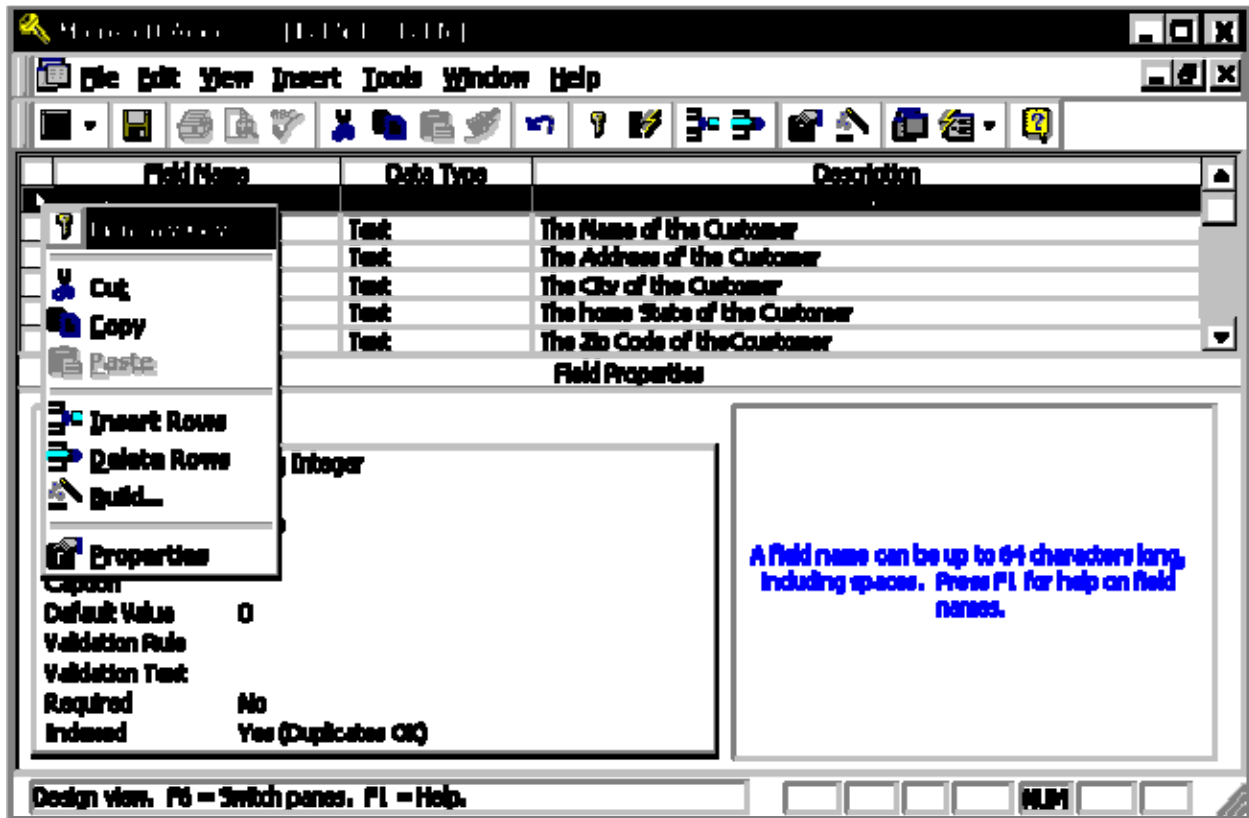 File Edit View Insert Tools Window Help
Field Name Data Type Description
Text The Name of the Customer
Text The Address of the Customer
Text The City of the Customer
Text The home State of the Customer
Text The Zip Code of theCcustomer
Cut
Copy
Paste
Insert Rows
Delete Rows
Build...
Properties
Field Properties
Integer
Caption
Default Value 0
Validation Rule
Validation Text
Required No
Indexed Yes (Duplicates OK)
A field name can be up to 64 characters long,
including spaces. Press F1 for help on field
names.
Design view. F6 = Switch panes. F1 = Help.
NUM